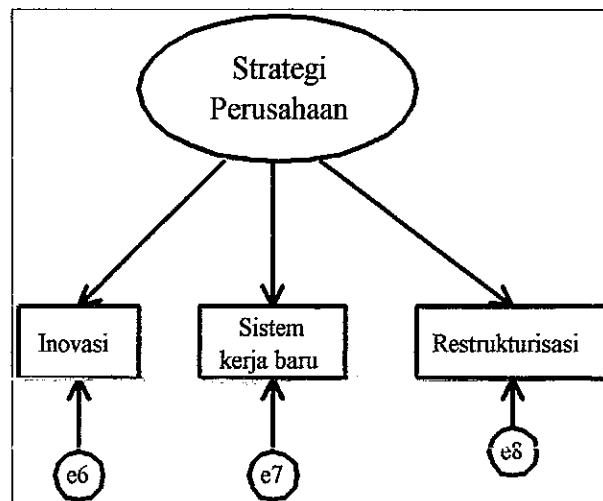 Strategi
Perusahaan
Inovasi
Sistem
kerja baru
Restrukturisasi
e6
e7
e8